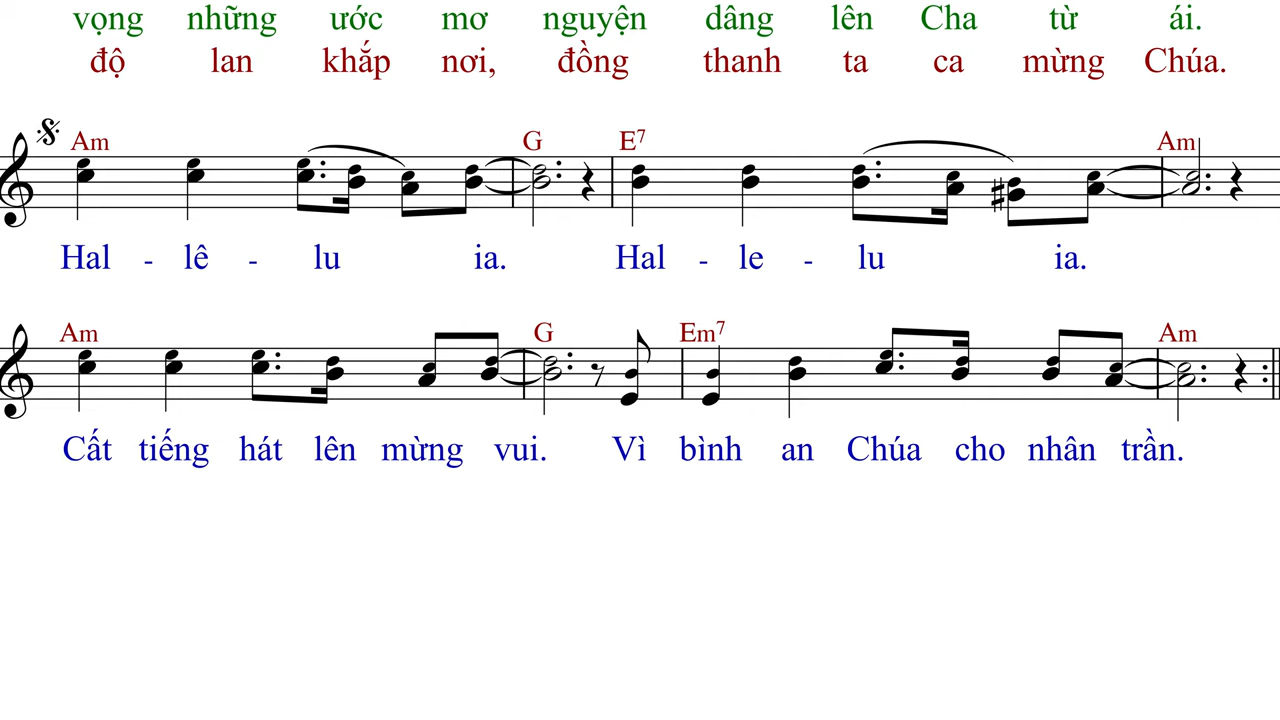 vọng những ước mơ nguyện dâng lên Cha từ ái.
độ lan khắp nơi, đồng thanh ta ca mừng Chúa.
Am G E7 Am
Hal - lê - lu ia. Hal - le - lu ia.
Am G Em7 Am
Cất tiếng hát lên mừng vui. Vì bình an Chúa cho nhân trần.